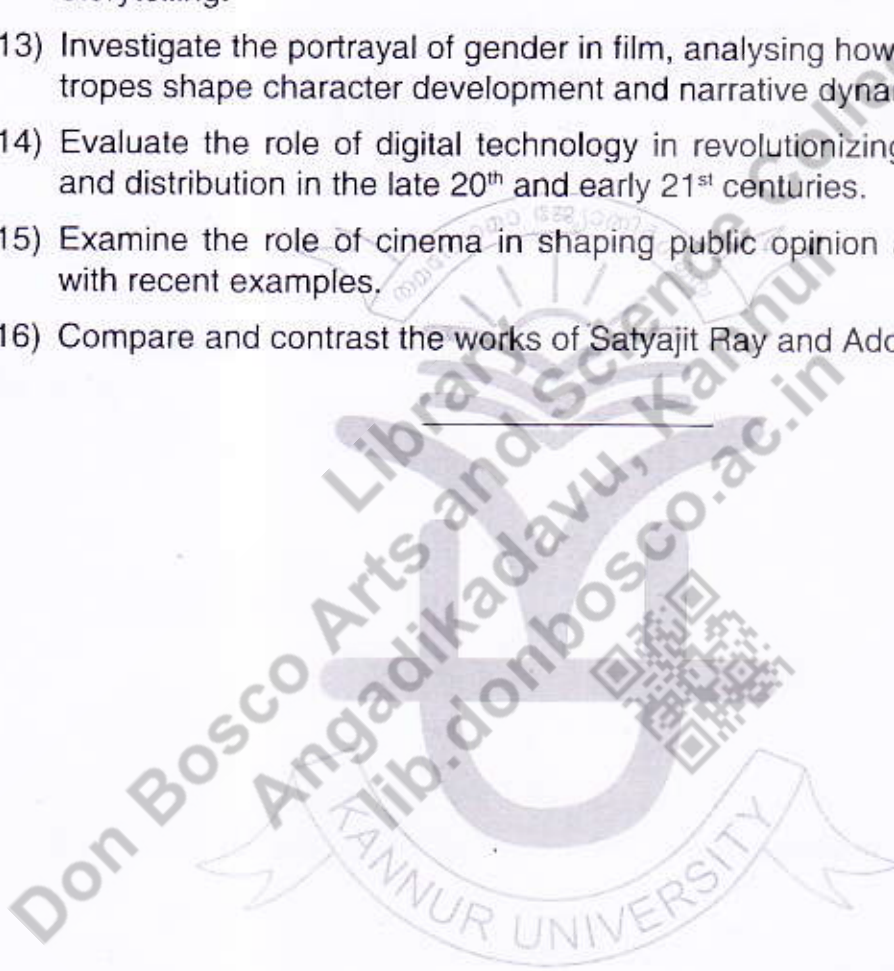 storytelling.
13) Investigate the portrayal of gender in film, analysing how
tropes shape character development and narrative dyna
14) Evaluate the role of digital technology in revolutionizing
and distribution in the late 20th and early 21st centuries.
15) Examine the role of cinema in shaping public opinion
with recent examples.
16) Compare and contrast the works of Satyajit Ray and Ado
Library
Don Bosco Arts and Science College
Angadikadavu, Kannur
lib.donbosco.ac.in
KANNUR UNIVERSITY